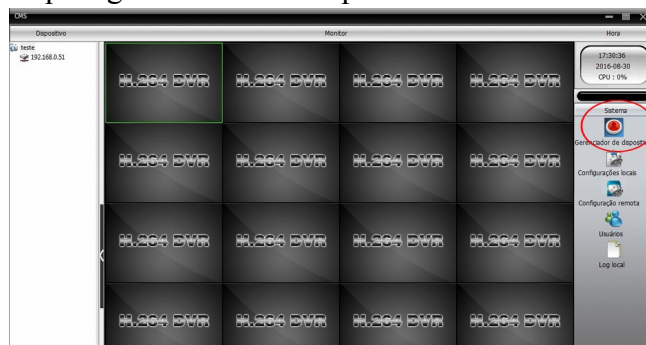 CMS
Dispositivo Monitor Hora
teste
192.168.0.51
H.264 DVR H.264 DVR H.264 DVR H.264 DVR
H.264 DVR H.264 DVR H.264 DVR H.264 DVR
H.264 DVR H.264 DVR H.264 DVR H.264 DVR
H.264 DVR H.264 DVR H.264 DVR H.264 DVR
17:30:36
2016-08-30
CPU : 0%
Sistema
Gerenciador de dispositi
Configurações locais
Configuração remota
Usuários
Log local